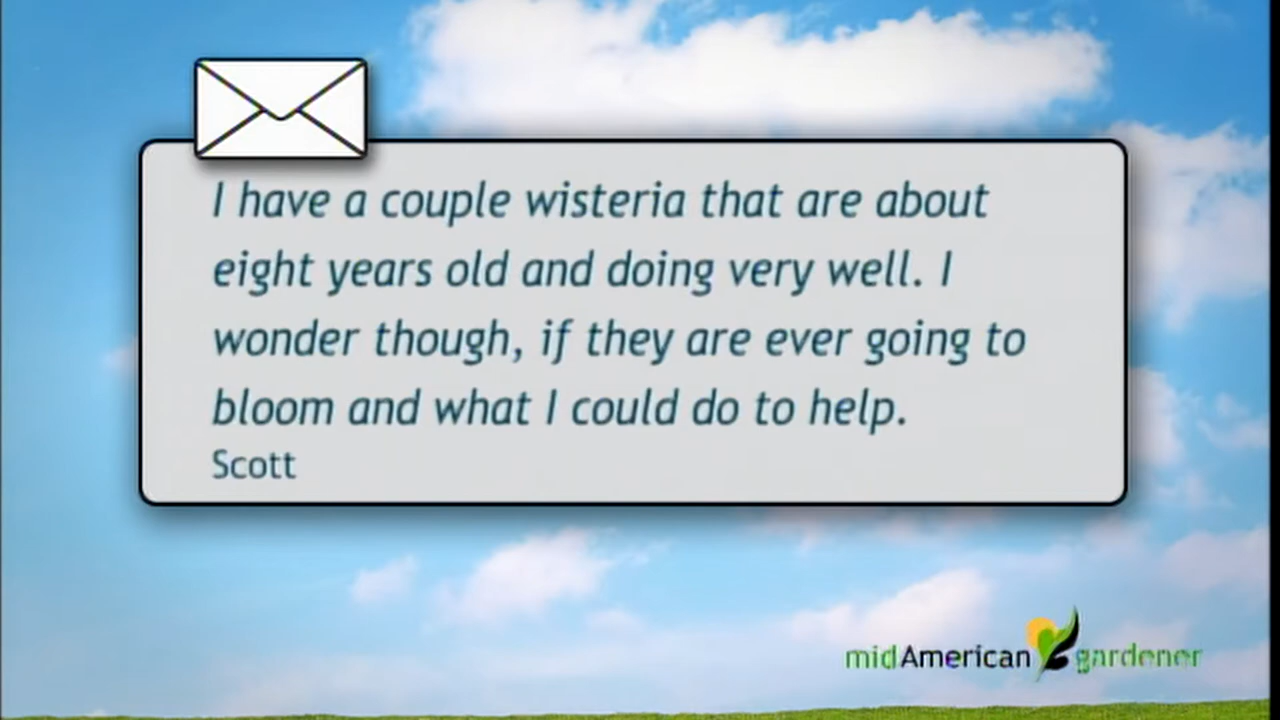 I have a couple wisteria that are about
eight years old and doing very well. I
wonder though, if they are ever going to
bloom and what I could do to help.
Scott
midAmerican gardener